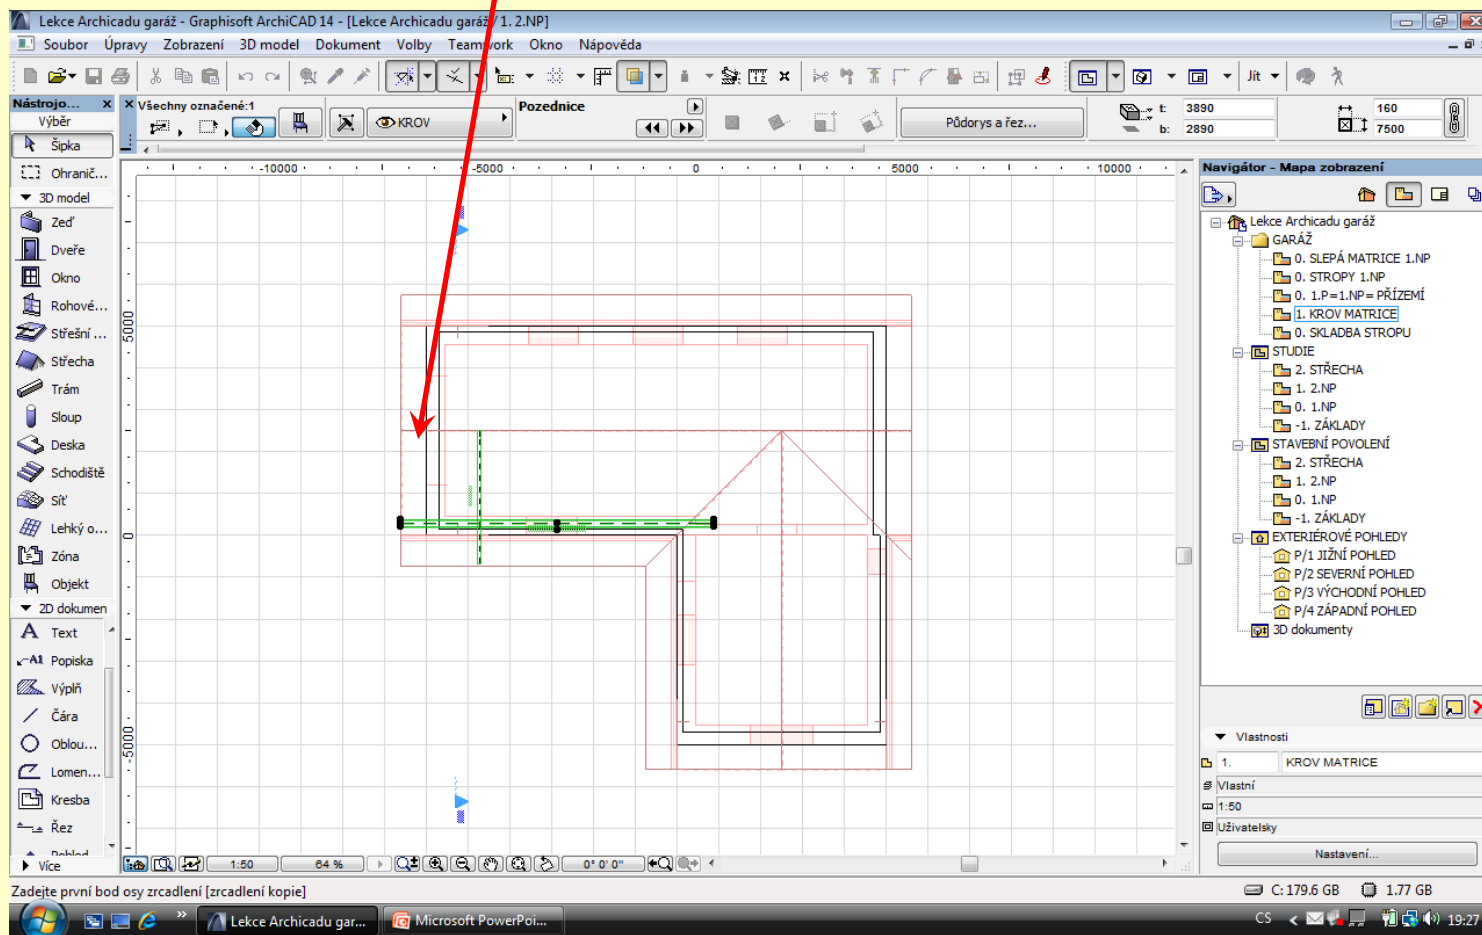 Lekce Archicadu garáž - Graphisoft ArchiCAD 14 - [Lekce Archicadu garáž / 1. 2.NP]
Soubor Úpravy Zobrazení 3D model Dokument Volby Teamwork Okno Nápověda
Jít
Nástrojo...
Výběr
Šipka
Ohranič...
3D model
Zeď
Dveře
Okno
Rohové...
Střešní ...
Střecha
Trám
Sloup
Deska
Schodiště
Síť
Lehký o...
Zóna
Objekt
2D dokumen
Text
A1 Popiska
Výplň
Čára
Oblou...
Lomen...
Kresba
Řez
Pohled
Více
Všechny označené:1
KROV
Pozednice
Půdorys a řez...
t: 3890
b: 2890
160
7500
-10000 -5000 0 5000 10000
5000
0
-5000
1:50 64 % 0° 0' 0"
Navigátor - Mapa zobrazení
Lekce Archicadu garáž
GARÁŽ
0. SLEPÁ MATRICE 1.NP
0. STROPY 1.NP
0. 1.P=1.NP= PŘÍZEMÍ
1. KROV MATRICE
0. SKLADBA STROPU
STUDIE
2. STŘECHA
1. 2.NP
0. 1.NP
-1. ZÁKLADY
STAVEBNÍ POVOLENÍ
2. STŘECHA
1. 2.NP
0. 1.NP
-1. ZÁKLADY
EXTERIÉROVÉ POHLEDY
P/1 JIŽNÍ POHLED
P/2 SEVERNÍ POHLED
P/3 VÝCHODNÍ POHLED
P/4 ZÁPADNÍ POHLED
3D dokumenty
Vlastnosti
1. KROV MATRICE
Vlastní
1:50
Uživatelsky
Nastavení...
Zadejte první bod osy zrcadlení [zrcadlení kopie]
C: 179.6 GB 1.77 GB
Lekce Archicadu gar...
Microsoft PowerPoi...
CS
19:27